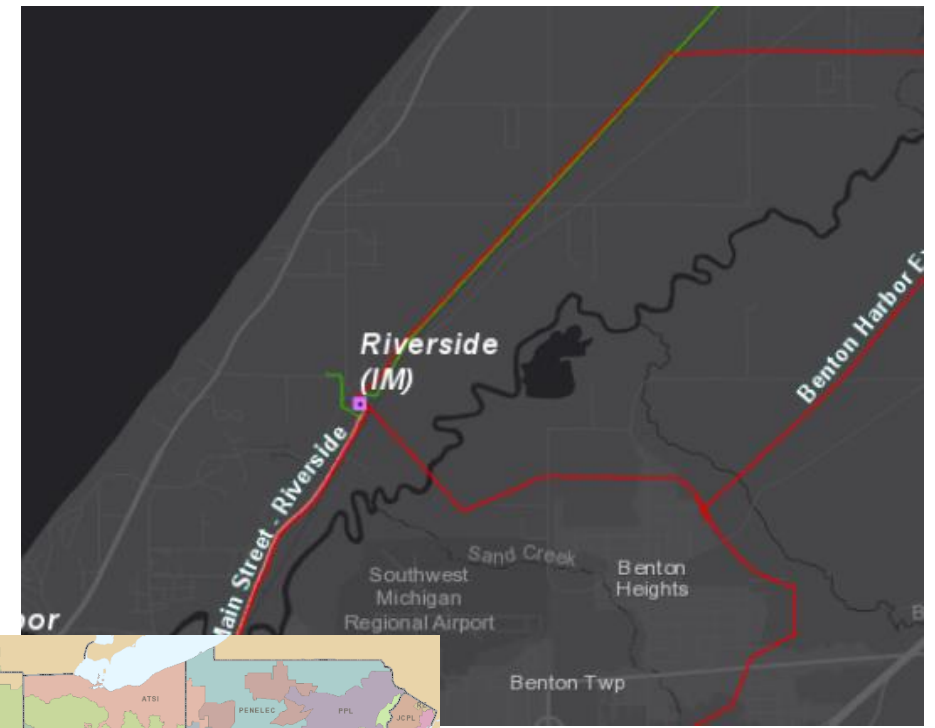 Riverside
(IM)
Benton Harbor E
Main Street - Riverside
Sand Creek
Benton
Heights
Southwest
Michigan
Regional Airport
Benton Twp
ATSI
PENELEC
PPL
JCPL